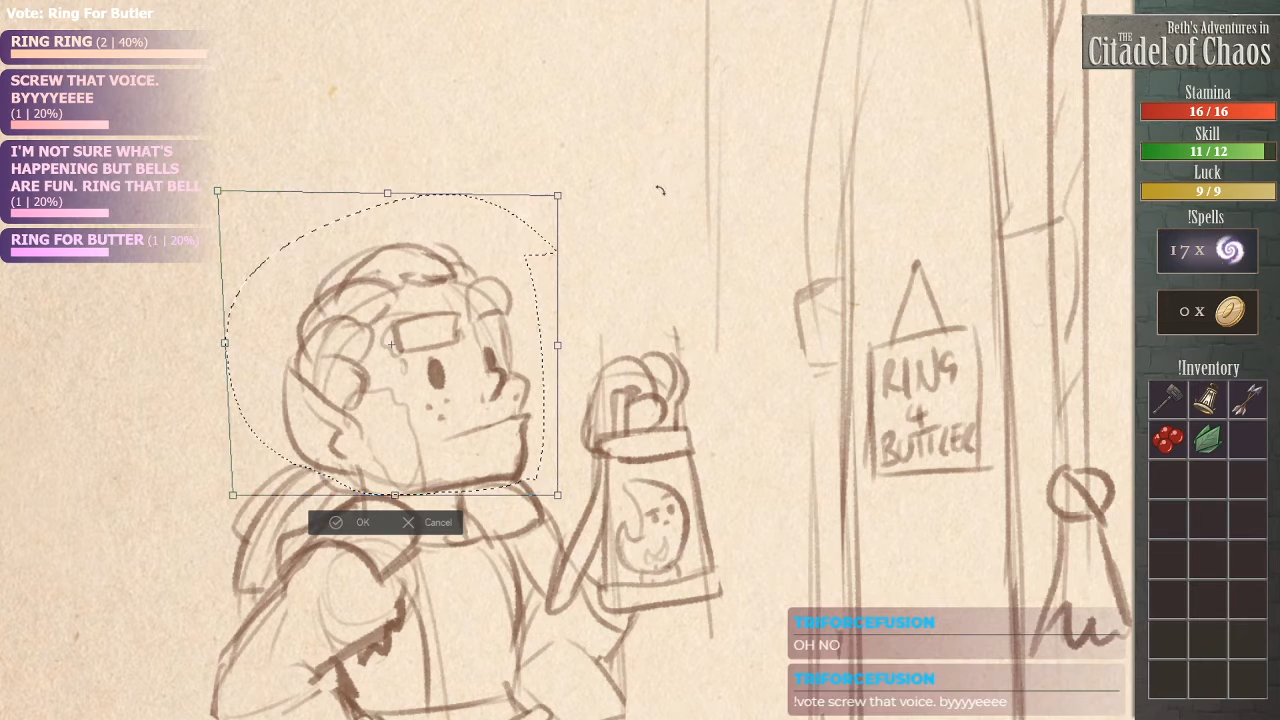 Vote: Ring For Butler
RING RING (2 | 40%)
SCREW THAT VOICE.
BYYYYEEEE
(1 | 20%)
I'M NOT SURE WHAT'S
HAPPENING BUT BELLS
ARE FUN. RING THAT BELL
(1 | 20%)
RING FOR BUTTER (1 | 20%)
OK
Cancel
RING
4
BUTTLER
TRIFORCEFUSION
OH NO
TRIFORCEFUSION
!vote screw that voice. byyyyeeee
Beth's Adventures in
THE
Citadel of Chaos
Stamina
16 / 16
Skill
11 / 12
Luck
9 / 9
!Spells
17 x
0 x
!Inventory